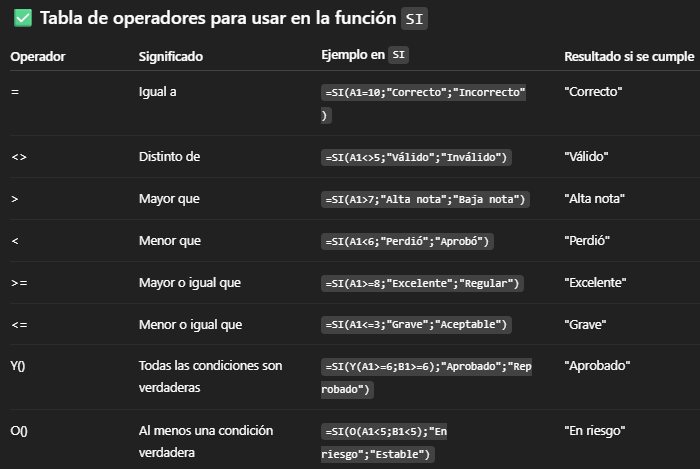 ✅ Tabla de operadores para usar en la función SI
Operador Significado Ejemplo en SI Resultado si se cumple
= Igual a =SI(A1=10;"Correcto";"Incorrecto" "Correcto"
)
<> Distinto de =SI(A1<>5;"Válido";"Inválido") "Válido"
> Mayor que =SI(A1>7;"Alta nota";"Baja nota") "Alta nota"
< Menor que =SI(A1<6;"Perdió";"Aprobó") "Perdió"
>= Mayor o igual que =SI(A1>=8;"Excelente";"Regular") "Excelente"
<= Menor o igual que =SI(A1<=3;"Grave";"Aceptable") "Grave"
Y() Todas las condiciones son =SI(Y(A1>=6;B1>=6);"Aprobado";"Rep "Aprobado"
verdaderas robado")
O() Al menos una condición =SI(O(A1<5;B1<5);"En "En riesgo"
verdadera riesgo";"Estable")